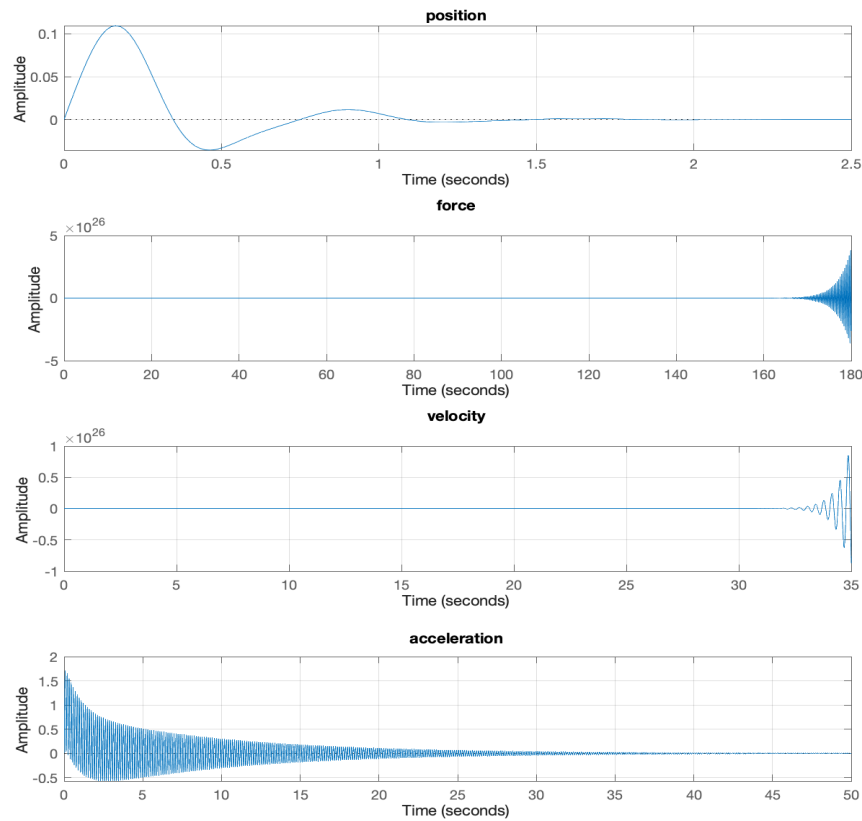 position
0.1
0.05
0
Amplitude
0 0.5 1 1.5 2 2.5
Time (seconds)
force
×10^26
5
0
-5
Amplitude
0 20 40 60 80 100 120 140 160 180
Time (seconds)
velocity
×10^26
1
0.5
0
-0.5
-1
Amplitude
0 5 10 15 20 25 30 35
Time (seconds)
acceleration
2
1.5
1
0.5
0
-0.5
Amplitude
0 5 10 15 20 25 30 35 40 45 50
Time (seconds)